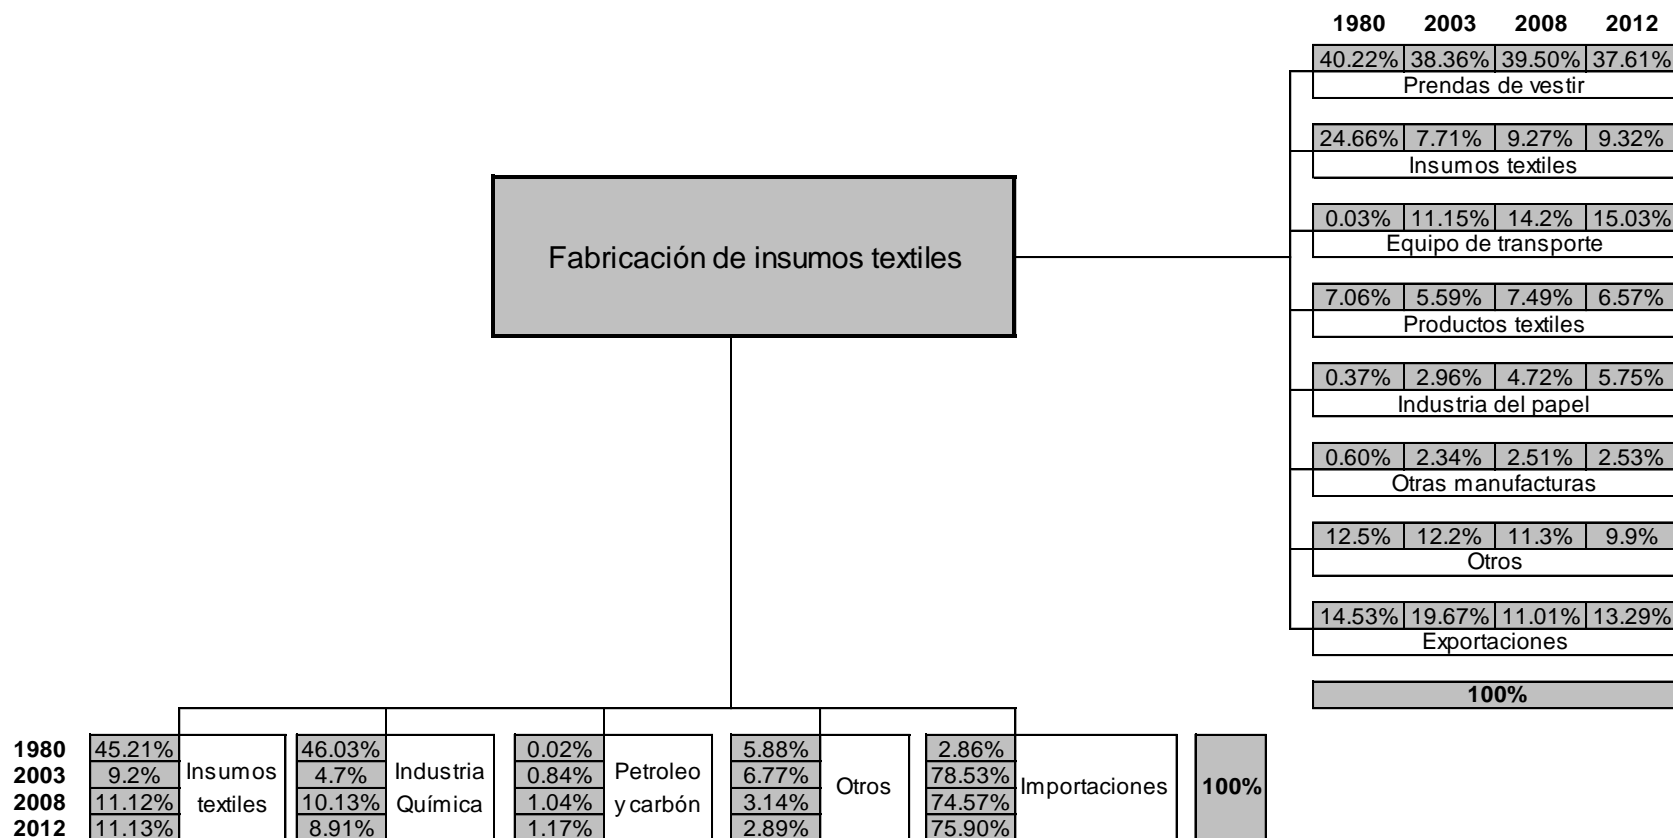 1980 2003 2008 2012
40.22% 38.36% 39.50% 37.61%
Prendas de vestir
24.66% 7.71% 9.27% 9.32%
Insumos textiles
0.03% 11.15% 14.2% 15.03%
Equipo de transporte
7.06% 5.59% 7.49% 6.57%
Productos textiles
0.37% 2.96% 4.72% 5.75%
Industria del papel
0.60% 2.34% 2.51% 2.53%
Otras manufacturas
12.5% 12.2% 11.3% 9.9%
Otros
14.53% 19.67% 11.01% 13.29%
Exportaciones
100%
Fabricación de insumos textiles
1980 45.21% 46.03% 0.02% 5.88% 2.86%
2003 9.2% 4.7% 0.84% 6.77% 78.53%
2008 11.12% 10.13% 1.04% 3.14% 74.57%
2012 11.13% 8.91% 1.17% 2.89% 75.90%
Insumos
textiles
Industria
Química
Petroleo
y carbón
Otros
Importaciones
100%